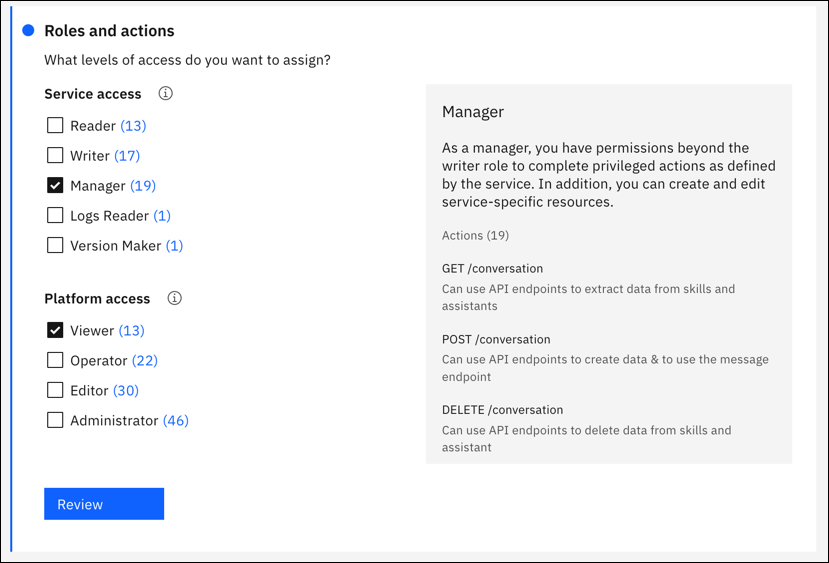 Roles and actions
What levels of access do you want to assign?
Service access
Reader (13)
Writer (17)
Manager (19)
Logs Reader (1)
Version Maker (1)
Platform access
Viewer (13)
Operator (22)
Editor (30)
Administrator (46)
Review
Manager
As a manager, you have permissions beyond the
writer role to complete privileged actions as defined
by the service. In addition, you can create and edit
service-specific resources.
Actions (19)
GET /conversation
Can use API endpoints to extract data from skills and
assistants
POST /conversation
Can use API endpoints to create data & to use the message
endpoint
DELETE /conversation
Can use API endpoints to delete data from skills and
assistant